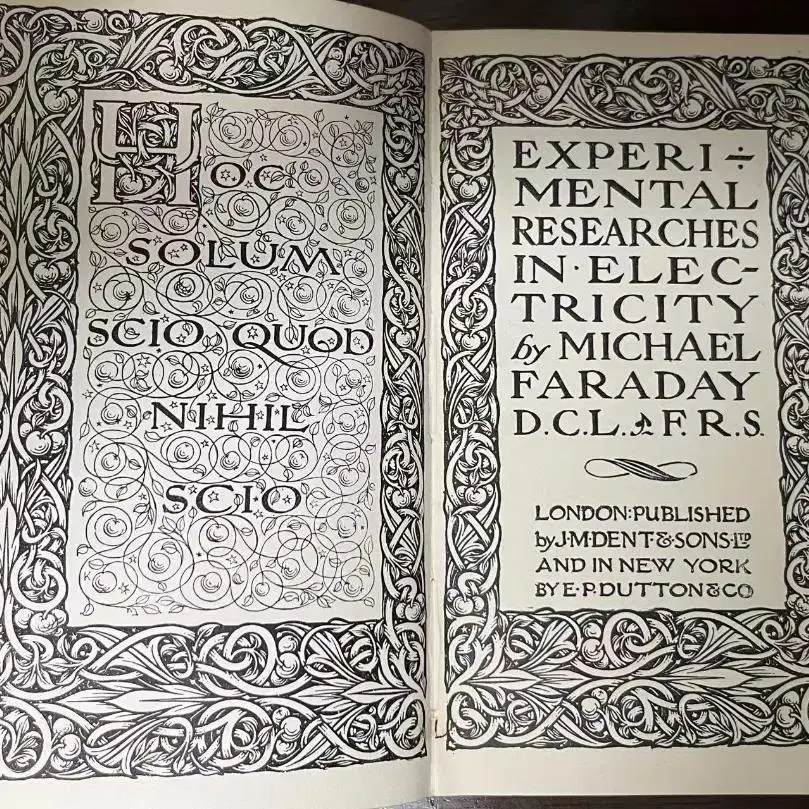 HOC
SOLUM
SCIO QUOD
NIHIL
SCIO
EXPERI-
MENTAL
RESEARCHES
IN·ELEC-
TRICITY
by MICHAEL
FARADAY
D.C.L. & F.R.S.
LONDON:PUBLISHED
by J·M·DENT·&·SONS·LTD
AND IN NEW YORK
BY E·P·DUTTON & CO